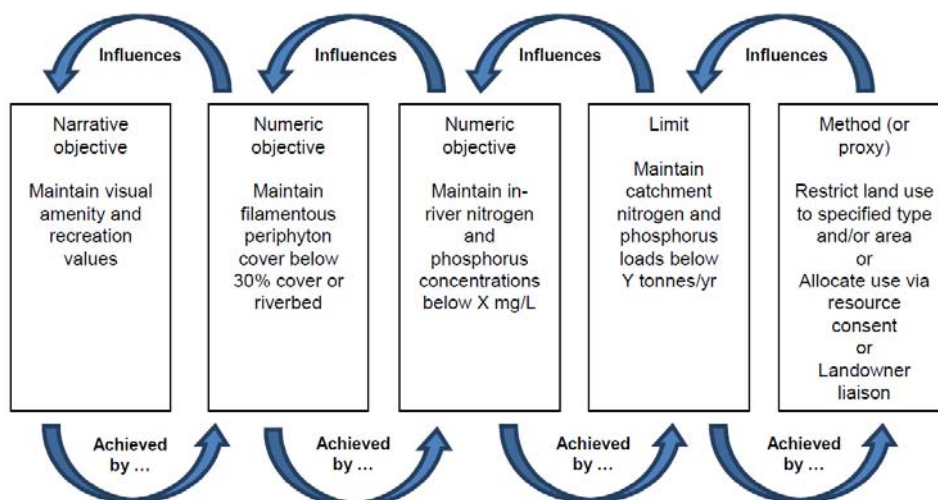 Influences
Influences
Influences
Influences
Narrative
objective
Maintain visual
amenity and
recreation
values
Numeric
objective
Maintain
filamentous
periphyton
cover below
30% cover or
riverbed
Numeric
objective
Maintain in-
river nitrogen
and
phosphorus
concentrations
below X mg/L
Limit
Maintain
catchment
nitrogen and
phosphorus
loads below
Y tonnes/yr
Method (or
proxy)
Restrict land use
to specified type
and/or area
or
Allocate use via
resource
consent
or
Landowner
liaison
Achieved
by ...
Achieved
by ...
Achieved
by ...
Achieved
by ...